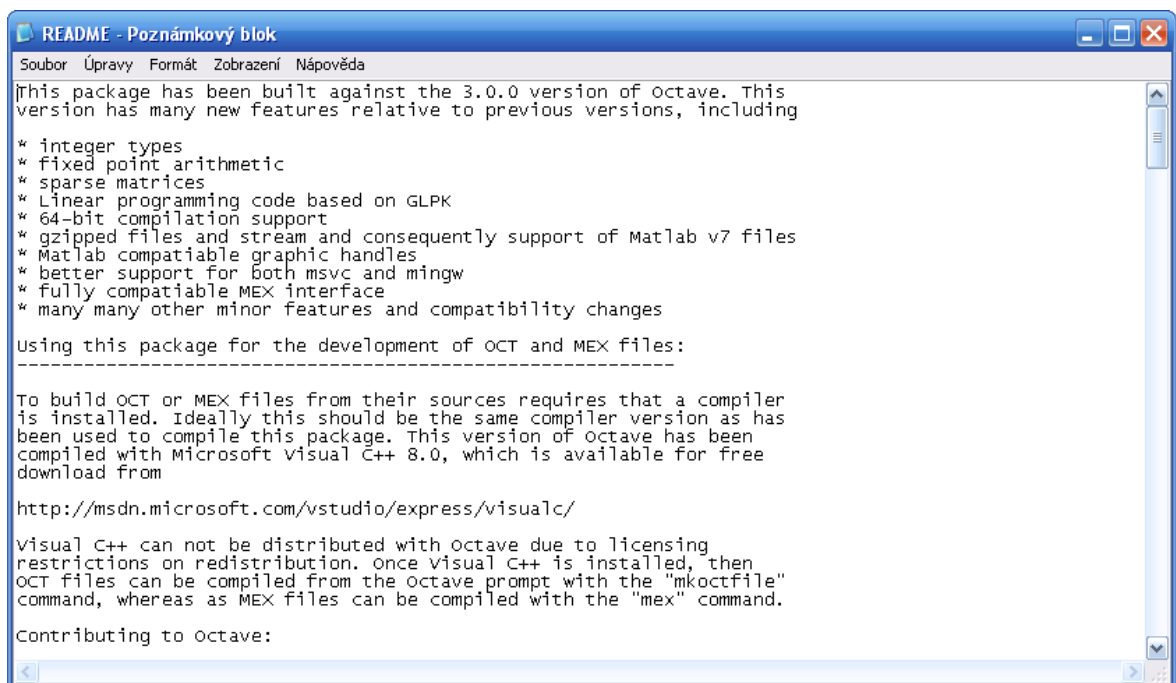 README - Poznámkový blok
Soubor Úpravy Formát Zobrazení Nápověda
This package has been built against the 3.0.0 version of Octave. This
version has many new features relative to previous versions, including
* integer types
* fixed point arithmetic
* sparse matrices
* Linear programming code based on GLPK
* 64-bit compilation support
* gzipped files and stream and consequently support of Matlab v7 files
* Matlab compatiable graphic handles
* better support for both msvc and mingw
* fully compatiable MEX interface
* many many other minor features and compatibility changes
Using this package for the development of OCT and MEX files:
-----------------------------------------------------------
To build OCT or MEX files from their sources requires that a compiler
is installed. Ideally this should be the same compiler version as has
been used to compile this package. This version of Octave has been
compiled with Microsoft Visual C++ 8.0, which is available for free
download from
http://msdn.microsoft.com/vstudio/express/visualc/
Visual C++ can not be distributed with Octave due to licensing
restrictions on redistribution. Once Visual C++ is installed, then
OCT files can be compiled from the Octave prompt with the "mkoctfile"
command, whereas as MEX files can be compiled with the "mex" command.
Contributing to Octave: